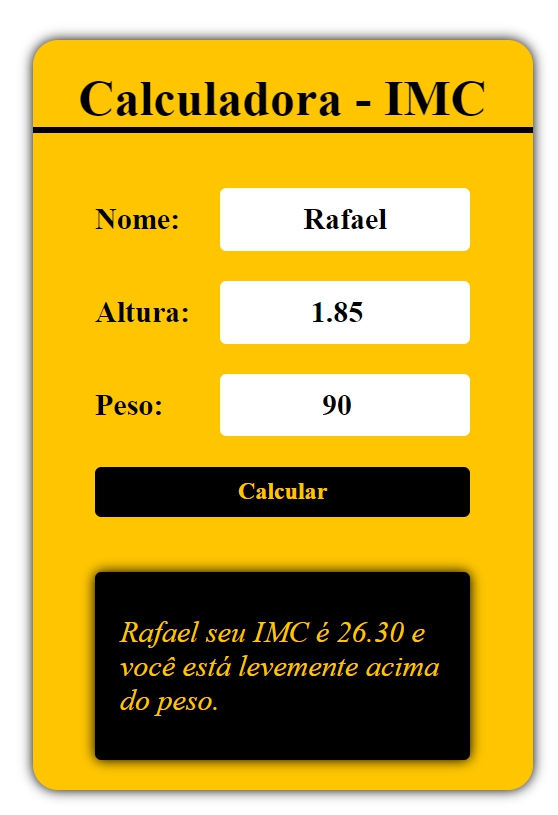 Calculadora - IMC
Nome: Rafael
Altura: 1.85
Peso: 90
Calcular
Rafael seu IMC é 26.30 e
você está levemente acima
do peso.